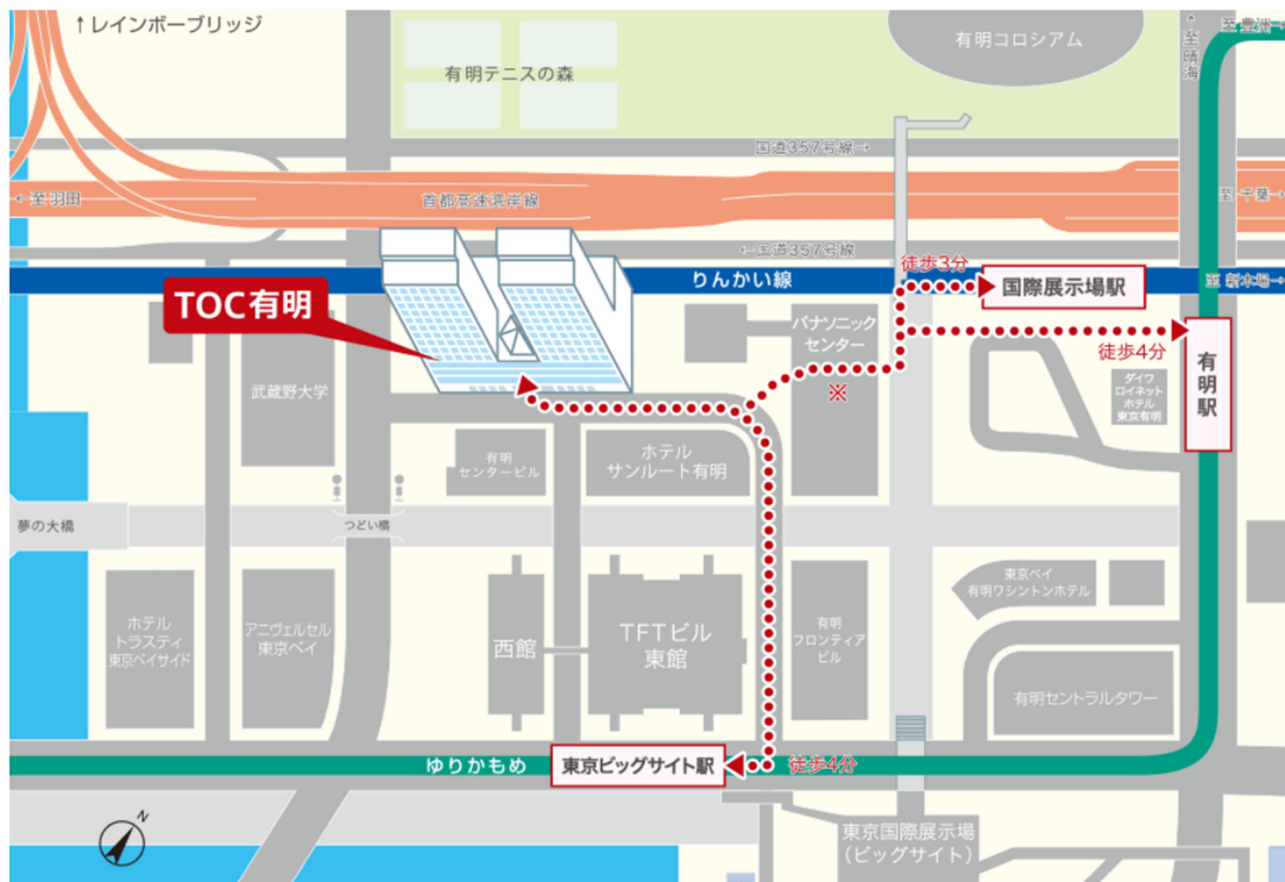 ↑レインボーブリッジ
有明テニスの森
有明コロシアム
↑至晴海
至 豊洲→
国道357号線→
←至羽田
首都高速湾岸線
至 千葉→
←国道357号線
りんかい線
徒歩3分
国際展示場駅
至 新木場→
TOC有明
パナソニック
センター
※
徒歩4分
有明駅
ダイワ
ロイネット
ホテル
東京有明
武蔵野大学
有明
センタービル
ホテル
サンルート有明
夢の大橋
つどい橋
ホテル
トラスティ
東京ベイサイド
アニヴェルセル
東京ベイ
西館
TFTビル
東館
有明
フロンティア
ビル
東京ベイ
有明ワシントンホテル
有明セントラルタワー
ゆりかもめ
東京ビッグサイト駅
徒歩4分
東京国際展示場
(ビッグサイト)
N